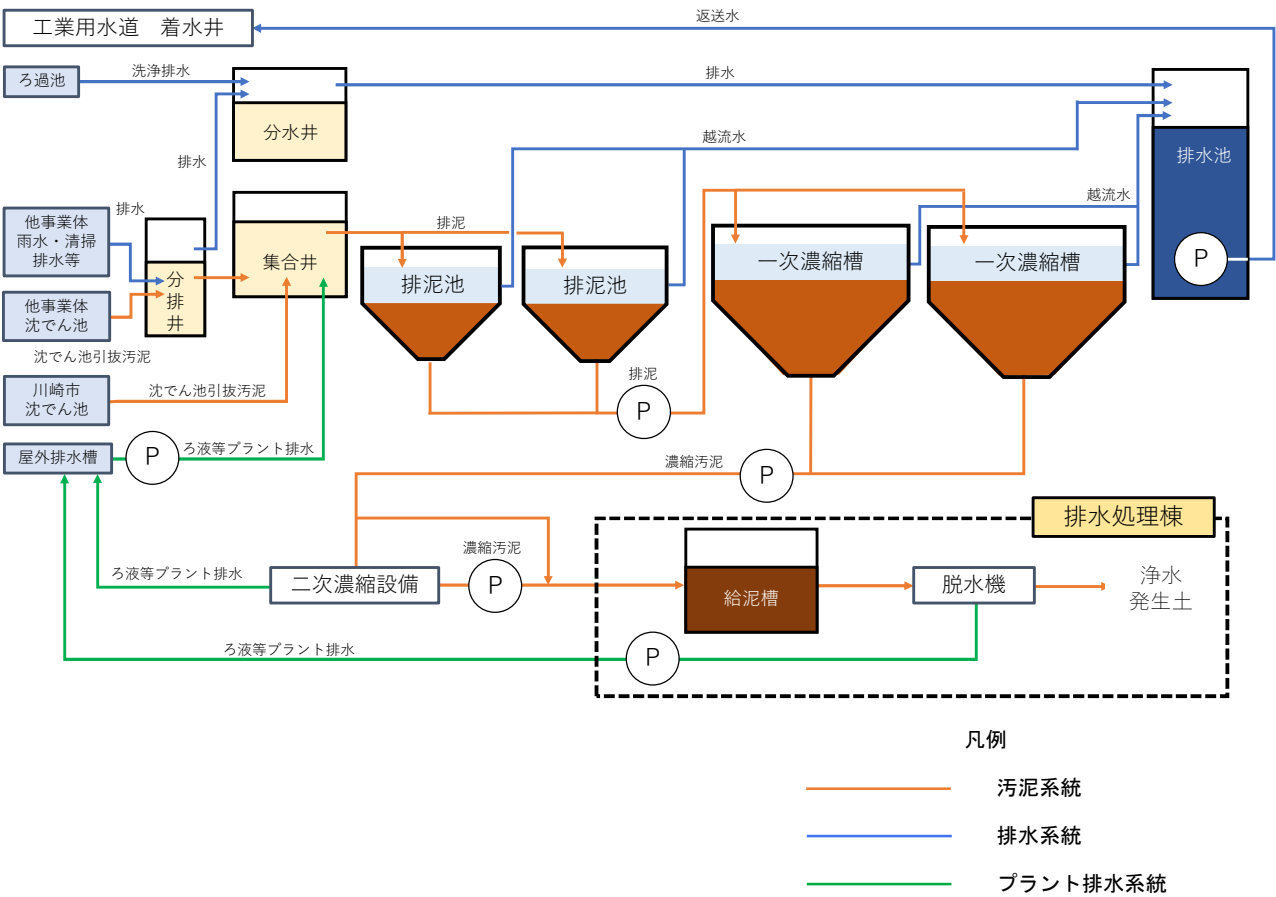 返送水
工業用水道　着水井
ろ過池
洗浄排水
排水
分水井
越流水
排水池
排水
排水
他事業体
雨水・清掃
排水等
分
排
井
集合井
排泥
排泥池
排泥池
一次濃縮槽
一次濃縮槽
越流水
P
他事業体
沈でん池
沈でん池引抜汚泥
川崎市
沈でん池
沈でん池引抜汚泥
排泥
P
屋外排水槽
P
ろ液等プラント排水
濃縮汚泥
P
排水処理棟
ろ液等プラント排水
二次濃縮設備
濃縮汚泥
P
給泥槽
脱水機
浄水
発生土
ろ液等プラント排水
P
凡例
汚泥系統
排水系統
プラント排水系統